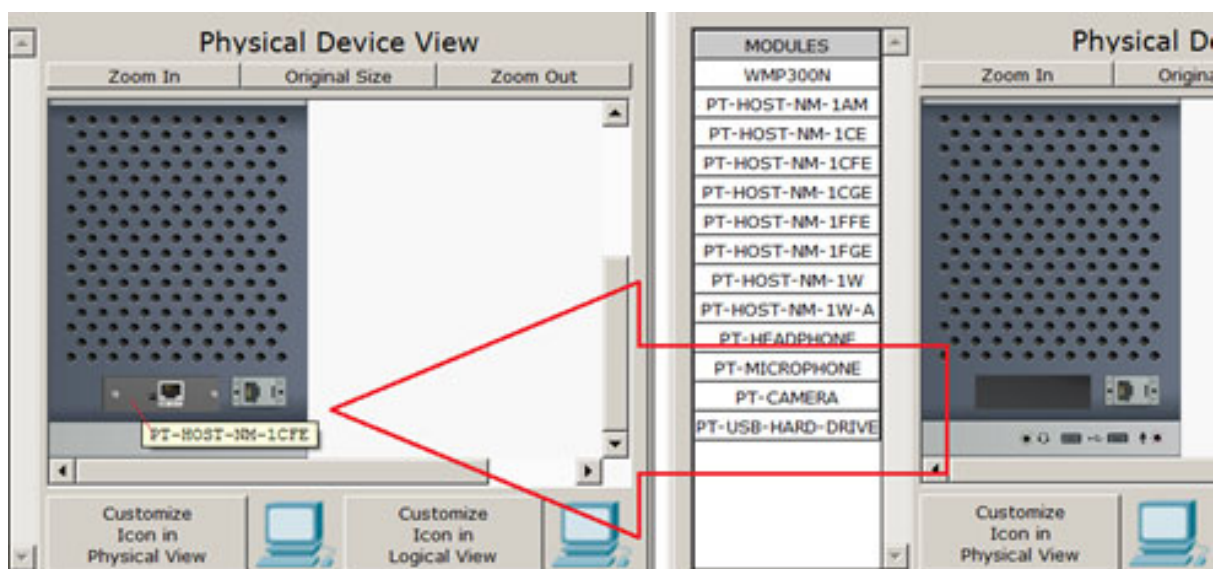 Physical Device View
Zoom In
Original Size
Zoom Out
PT-HOST-NM-1CFE
Customize
Icon in
Physical View
Customize
Icon in
Logical View
MODULES
WMP300N
PT-HOST-NM-1AM
PT-HOST-NM-1CE
PT-HOST-NM-1CFE
PT-HOST-NM-1CGE
PT-HOST-NM-1FFE
PT-HOST-NM-1FGE
PT-HOST-NM-1W
PT-HOST-NM-1W-A
PT-HEADPHONE
PT-MICROPHONE
PT-CAMERA
PT-USB-HARD-DRIVE
Physical De
Zoom In
Origina
Customize
Icon in
Physical View